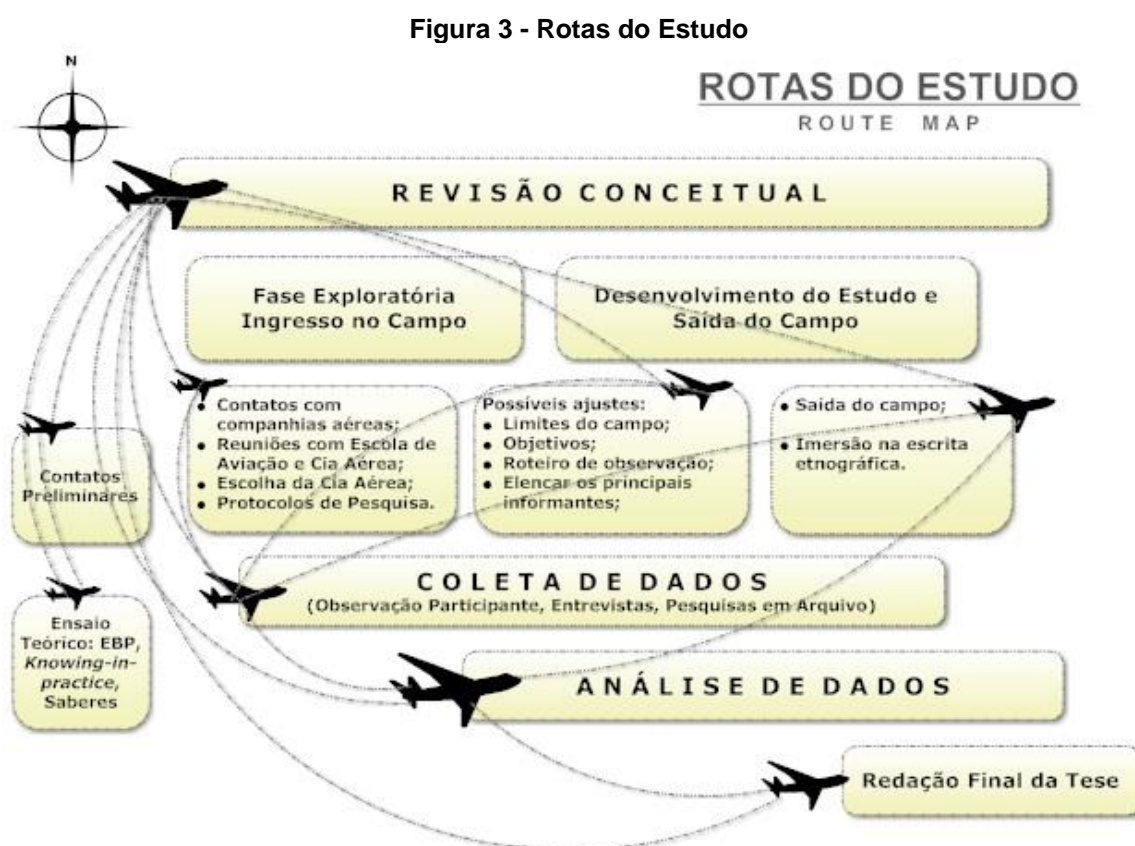 Figura 3 - Rotas do Estudo
N
ROTAS DO ESTUDO
ROUTE MAP
REVISÃO CONCEITUAL
Fase Exploratória
Ingresso no Campo
Desenvolvimento do Estudo e
Saída do Campo
• Contatos com
companhias aéreas;
• Reuniões com Escola de
Aviação e Cia Aérea;
• Escolha da Cia Aérea;
• Protocolos de Pesquisa.
Possíveis ajustes:
• Limites do campo;
• Objetivos;
• Roteiro de observação;
• Elencar os principais
informantes;
• Saída do campo;
• Imersão na escrita
etnográfica.
Contatos
Preliminares
COLETA DE DADOS
(Observação Participante, Entrevistas, Pesquisas em Arquivo)
Ensaio
Teórico: EBP,
Knowing-in-
practice,
Saberes
ANÁLISE DE DADOS
Redação Final da Tese